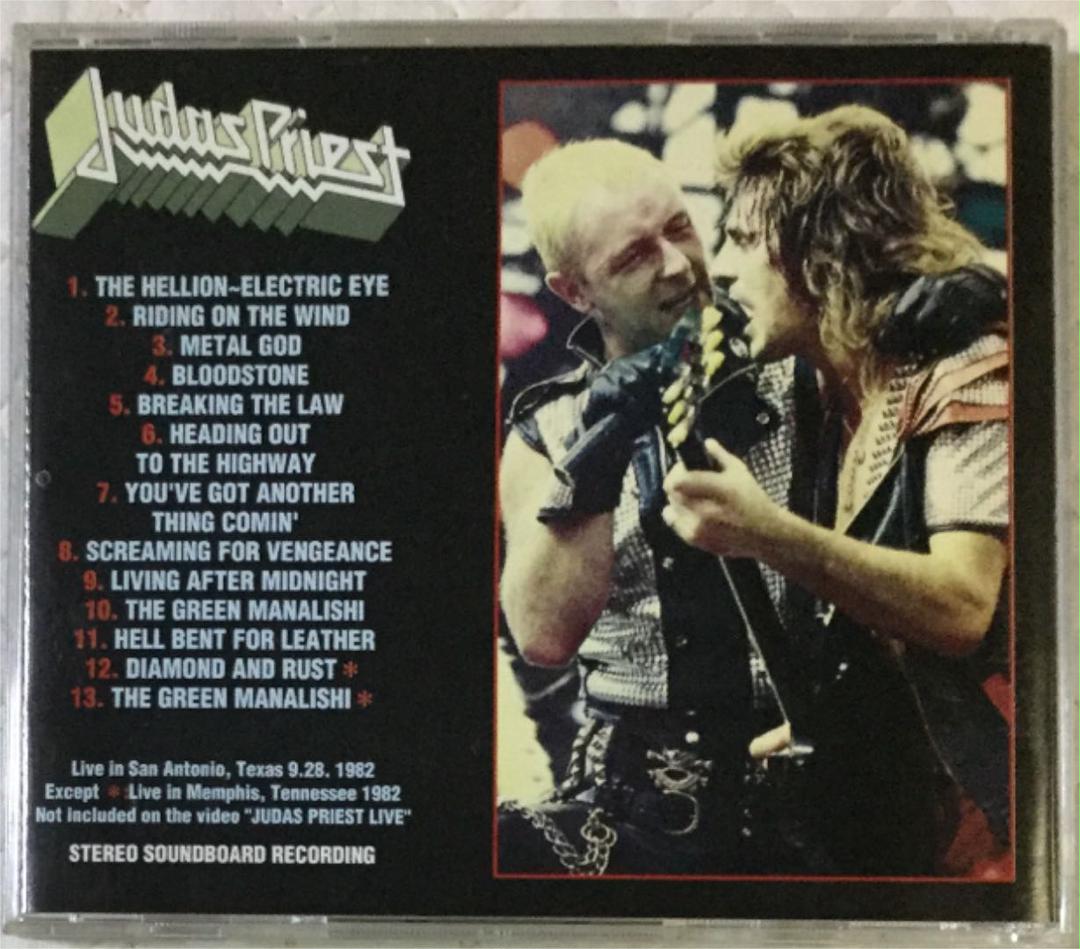 Judas Priest
1. THE HELLION~ELECTRIC EYE
2. RIDING ON THE WIND
3. METAL GOD
4. BLOODSTONE
5. BREAKING THE LAW
6. HEADING OUT
TO THE HIGHWAY
7. YOU'VE GOT ANOTHER
THING COMIN'
8. SCREAMING FOR VENGEANCE
9. LIVING AFTER MIDNIGHT
10. THE GREEN MANALISHI
11. HELL BENT FOR LEATHER
12. DIAMOND AND RUST *
13. THE GREEN MANALISHI *
Live in San Antonio, Texas 9.28. 1982
Except * :Live in Memphis, Tennessee 1982
Not included on the video "JUDAS PRIEST LIVE"
STEREO SOUNDBOARD RECORDING